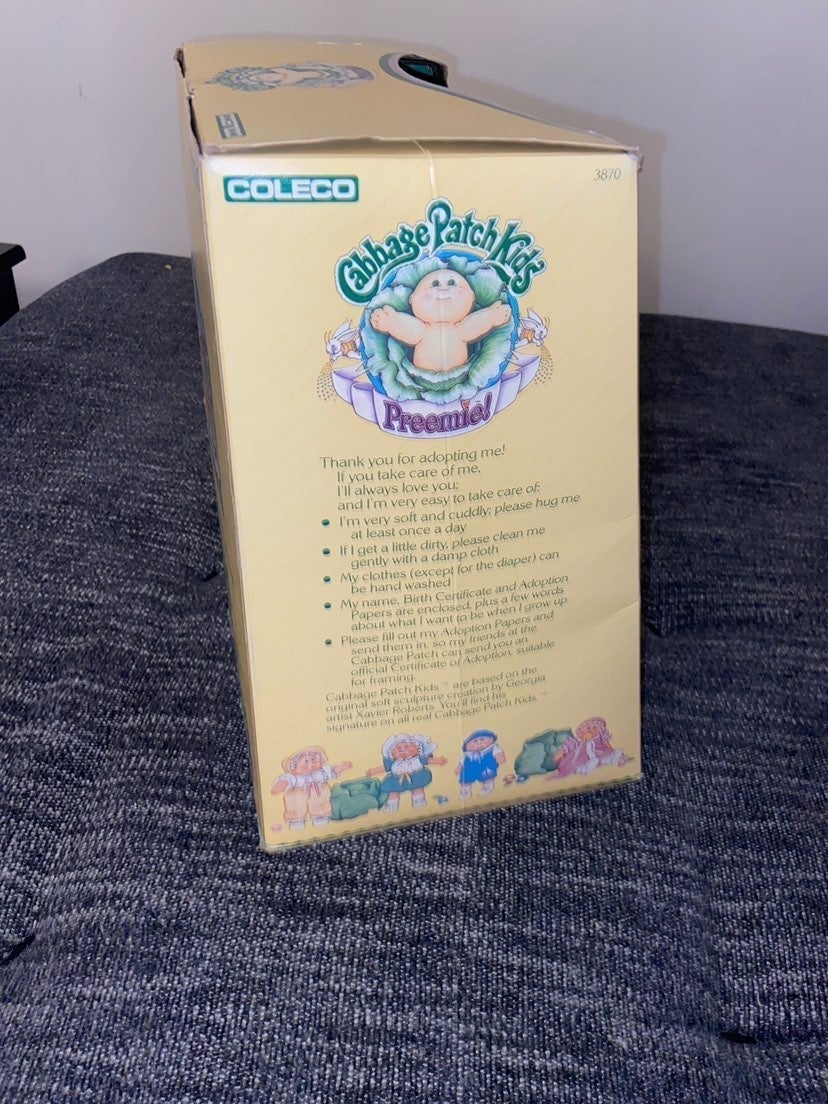 COLECO
3870
Cabbage Patch Kids
Preemie!
Thank you for adopting me!
If you take care of me,
I'll always love you;
and I'm very easy to take care of:
• I'm very soft and cuddly; please hug me
at least once a day
• If I get a little dirty, please clean me
gently with a damp cloth
• My clothes (except for the diaper) can
be hand washed
• My name, Birth Certificate and Adoption
Papers are enclosed, plus a few words
about what I want to be when I grow up
• Please fill out my Adoption Papers and
send them in, so my friends at the
Cabbage Patch can send you an
official Certificate of Adoption, suitable
for framing.
Cabbage Patch Kids™ are based on the
original soft sculpture creation by Georgia
artist Xavier Roberts. You'll find his
signature on all real Cabbage Patch Kids.™